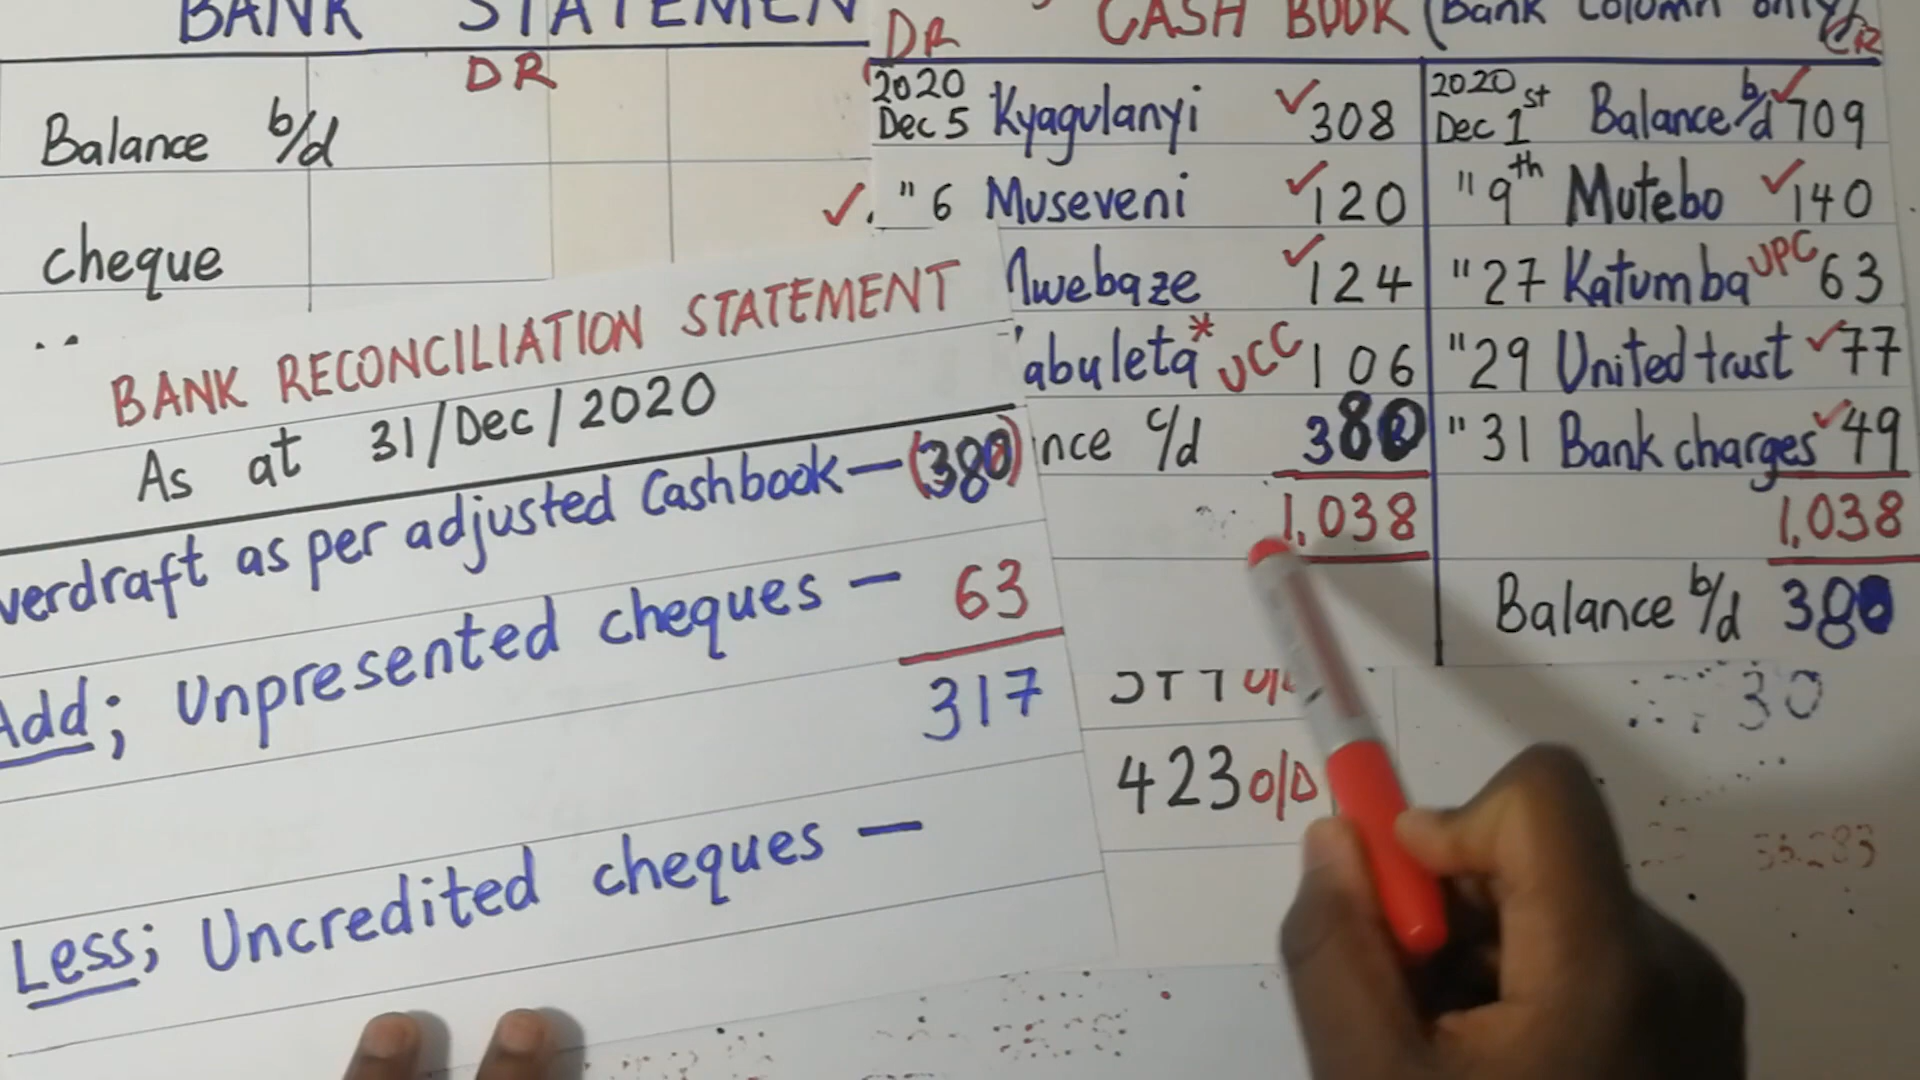 BANK STATEMEN
DR
Balance b/d
cheque
BANK RECONCILIATION STATEMENT
As at 31/Dec/2020
verdraft as per adjusted Cashbook — (380)
Add; Unpresented cheques — 63
317
Less; Uncredited cheques —
DR CASH BOOK (Bank Column only) CR
2020 Dec 5 Kyagulanyi ✓308
✓ " 6 Museveni ✓120
Mwebaze ✓124
abuleta* UCC 106
nce c/d 380
1,038
2020 Dec 1st Balance b/d ✓709
" 9th Mutebo ✓140
" 27 Katumba UPC 63
" 29 United trust ✓77
" 31 Bank charges ✓49
1,038
Balance b/d 380
423 O/D
30